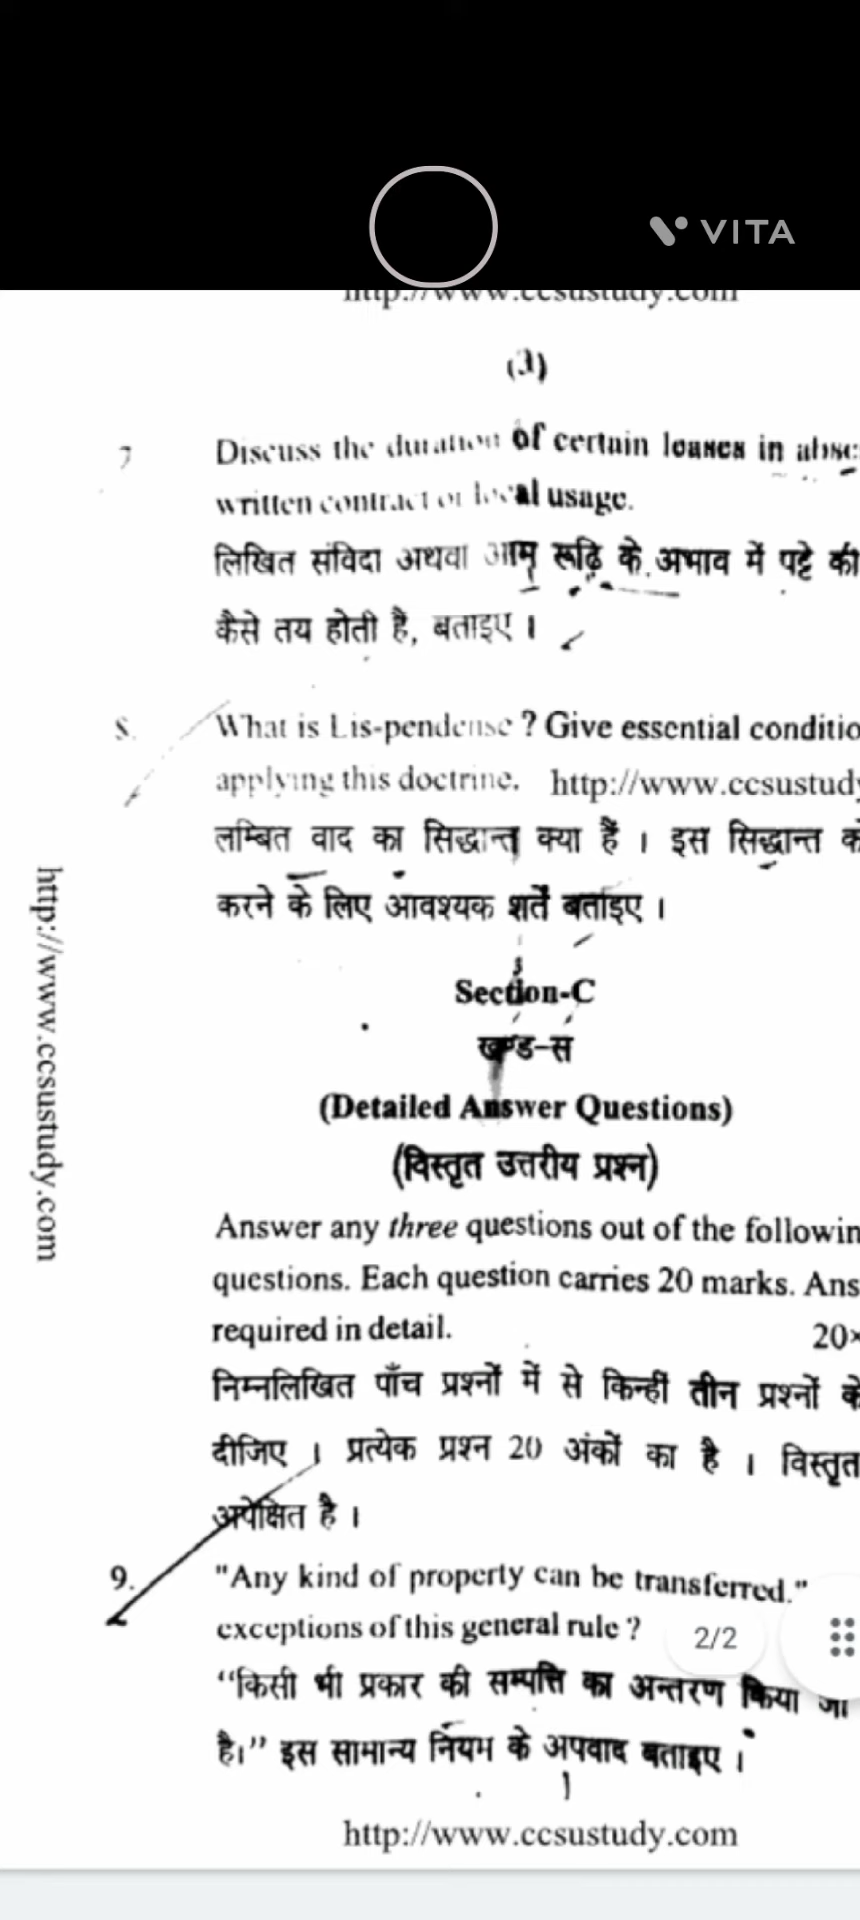 VITA
http://www.ccsustudy.com
(3)
7
Discuss the duration of certain leases in
written contract or local usage.
लिखित संविदा अथवा आम रूढ़ि के अभाव में पट्टे की
कैसे तय होती है, बताइए ।
8.
What is Lis-pendense ? Give essential conditio
applying this doctrine. http://www.ccsustudy
लम्बित वाद का सिद्धान्त क्या हैं । इस सिद्धान्त क
करने के लिए आवश्यक शर्तें बताइए ।
http://www.ccsustudy.com
Section-C
खण्ड-स
(Detailed Answer Questions)
(विस्तृत उत्तरीय प्रश्न)
Answer any three questions out of the followin
questions. Each question carries 20 marks. Ans
required in detail.
20×
निम्नलिखित पाँच प्रश्नों में से किन्हीं तीन प्रश्नों के
दीजिए । प्रत्येक प्रश्न 20 अंकों का है । विस्तृत
अपेक्षित है ।
9.
"Any kind of property can be transferred."
exceptions of this general rule ?
2/2
“किसी भी प्रकार की सम्पत्ति का अन्तरण किया जा
है।” इस सामान्य नियम के अपवाद बताइए ।
http://www.ccsustudy.com